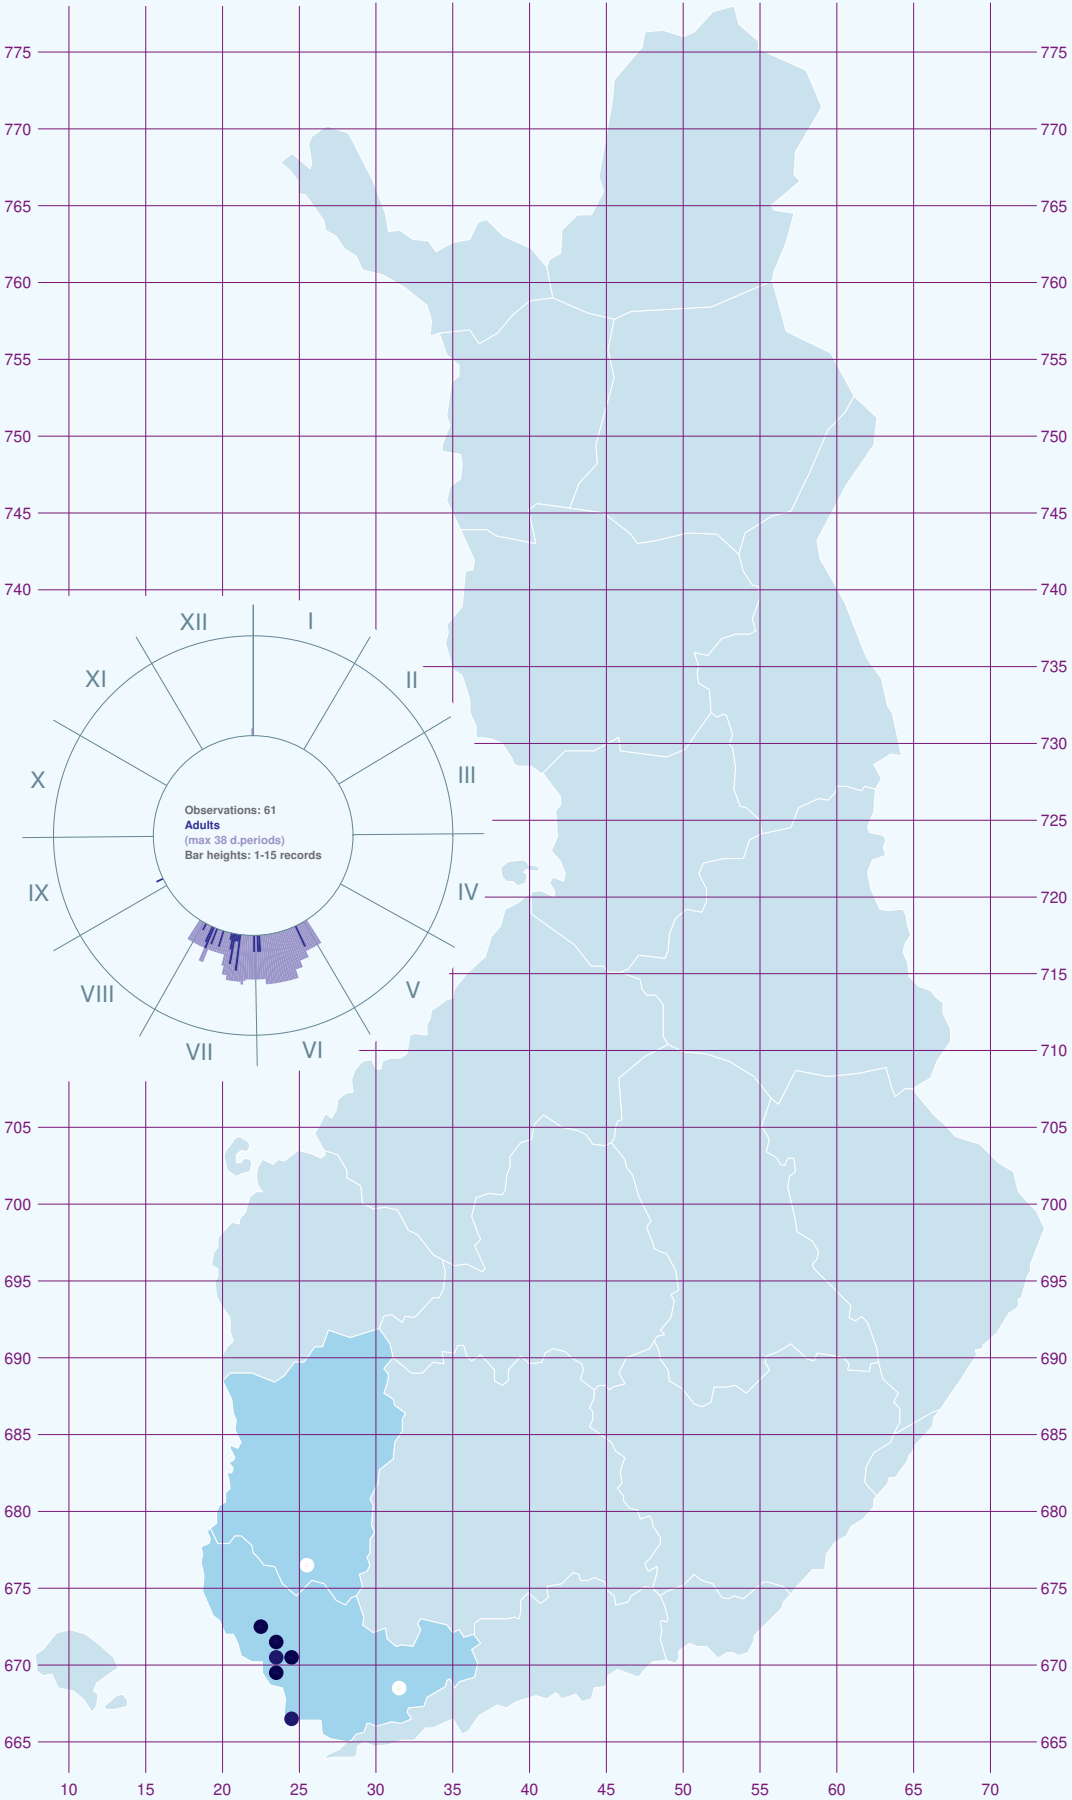 775 775
770 770
765 765
760 760
755 755
750 750
745 745
740 740
XII I
XI II
735 735
730 730
X III
Observations: 61
725 725
Adults
(max 38 d.periods)
Bar heights: 1-15 records
IX IV
720 720
VIII V
715 715
VII VI
710 710
705 705
700 700
695 695
690 690
685 685
680 680
675 675
670 670
665 665
10 15 20 25 30 35 40 45 50 55 60 65 70